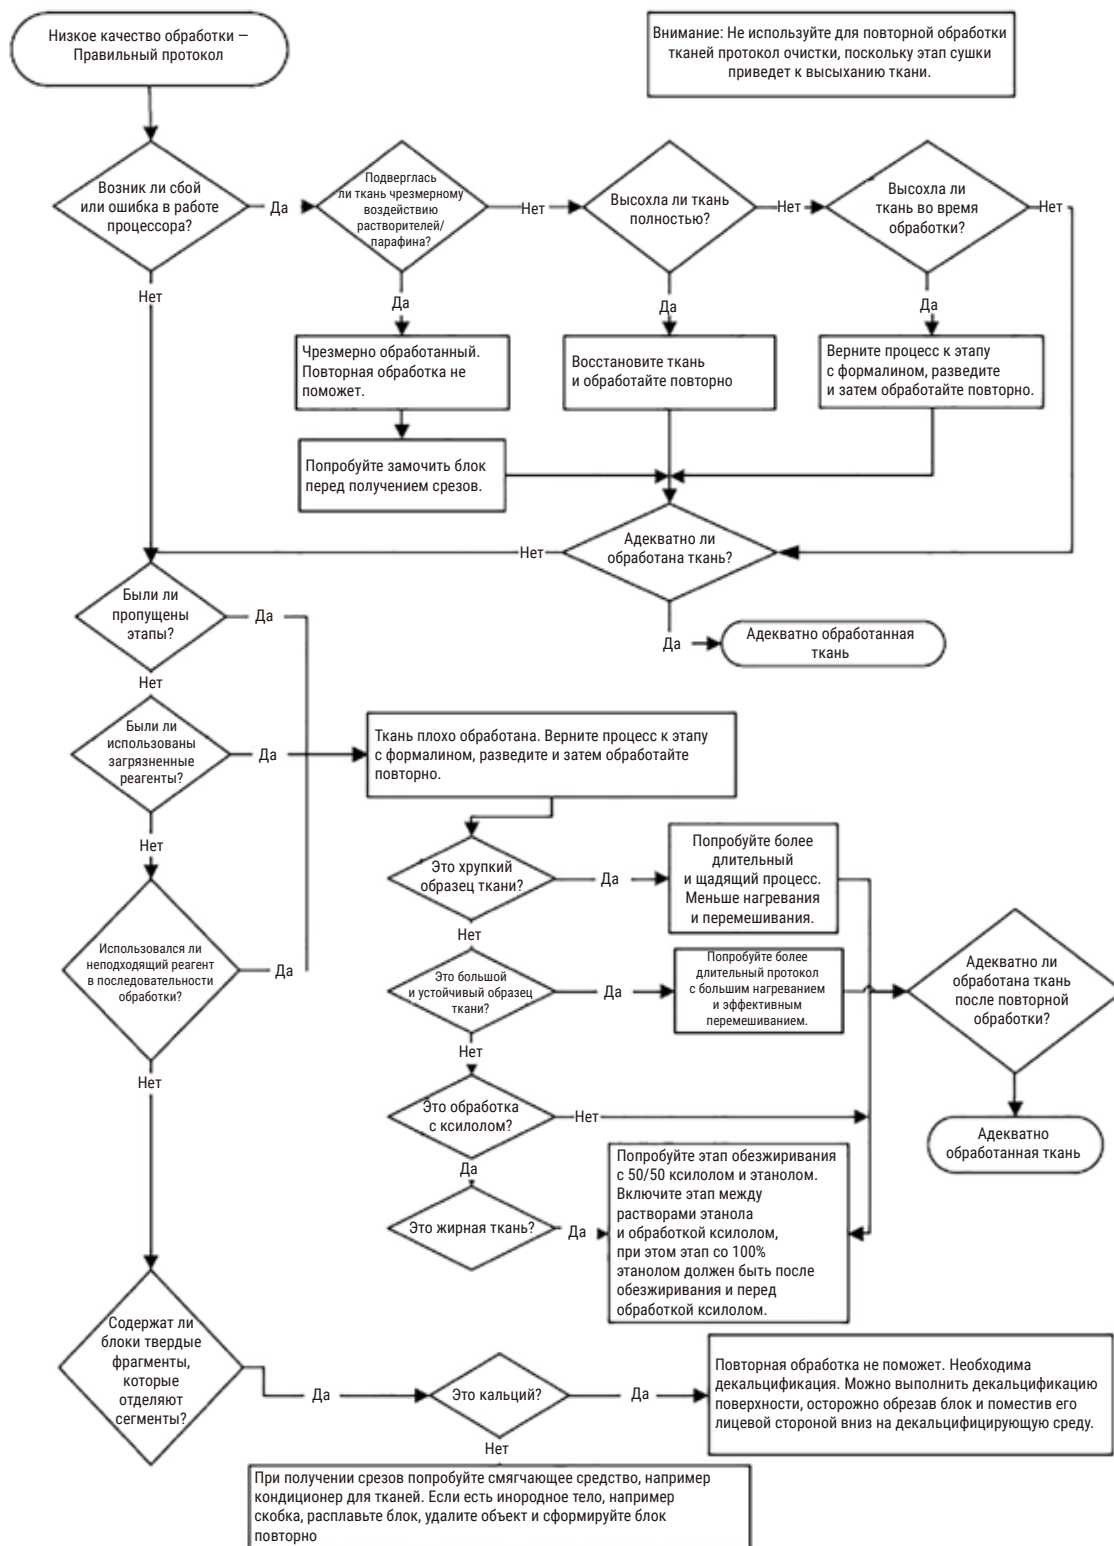 Низкое качество обработки —
Правильный протокол
Внимание: Не используйте для повторной обработки
тканей протокол очистки, поскольку этап сушки
приведет к высыханию ткани.
Возник ли сбой
или ошибка в работе
процессора?
Да
Подверглась
ли ткань чрезмерному
воздействию
растворителей/
парафина?
Нет
Высохла ли ткань
полностью?
Нет
Высохла ли
ткань во время
обработки?
Нет
Нет
Да
Да
Да
Чрезмерно обработанный.
Повторная обработка не
поможет.
Восстановите ткань
и обработайте повторно
Верните процесс к этапу
с формалином, разведите
и затем обработайте повторно.
Попробуйте замочить блок
перед получением срезов.
Адекватно ли
обработана ткань?
Нет
Да
Адекватно обработанная
ткань
Были ли
пропущены
этапы?
Да
Нет
Были ли
использованы
загрязненные
реагенты?
Да
Ткань плохо обработана. Верните процесс к этапу
с формалином, разведите и затем обработайте
повторно.
Нет
Использовался ли
неподходящий реагент
в последовательности
обработки?
Да
Нет
Это хрупкий
образец ткани?
Да
Попробуйте более
длительный
и щадящий процесс.
Меньше нагревания
и перемешивания.
Нет
Это большой
и устойчивый образец
ткани?
Да
Попробуйте более
длительный протокол
с большим нагреванием
и эффективным
перемешиванием.
Адекватно ли
обработана ткань
после повторной
обработки?
Нет
Это обработка
с ксилолом?
Нет
Адекватно
обработанная ткань
Да
Это жирная ткань?
Да
Попробуйте этап обезжиривания
с 50/50 ксилолом и этанолом.
Включите этап между
растворами этанола
и обработкой ксилолом,
при этом этап со 100%
этанолом должен быть после
обезжиривания и перед
обработкой ксилолом.
Содержат ли
блоки твердые
фрагменты,
которые
отделяют
сегменты?
Да
Это кальций?
Да
Повторная обработка не поможет. Необходима
декальцификация. Можно выполнить декальцификацию
поверхности, осторожно обрезав блок и поместив его
лицевой стороной вниз на декальцифицирующую среду.
Нет
При получении срезов попробуйте смягчающее средство, например
кондиционер для тканей. Если есть инородное тело, например
скобка, расплавьте блок, удалите объект и сформируйте блок
повторно